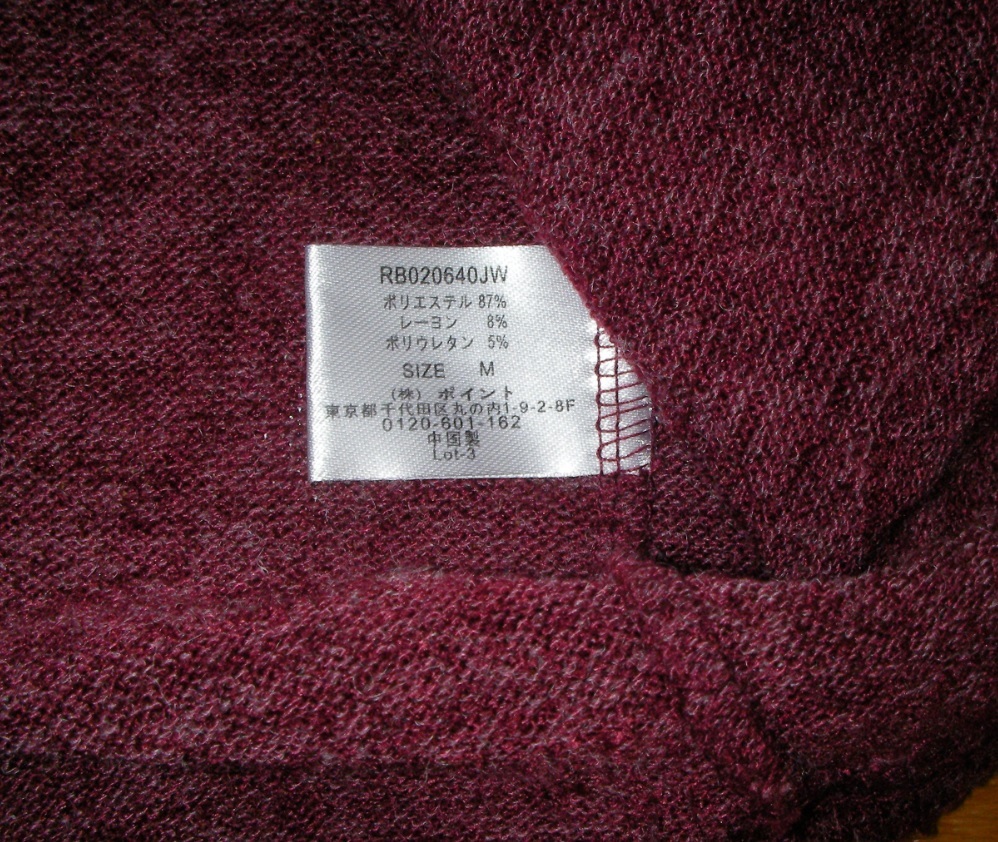 RB020640JW
ポリエステル 87%
レーヨン 8%
ポリウレタン 5%
SIZE M
(株) ポイント
東京都千代田区丸の内1-9-2-8F
0120-601-162
中国製
Lot-3